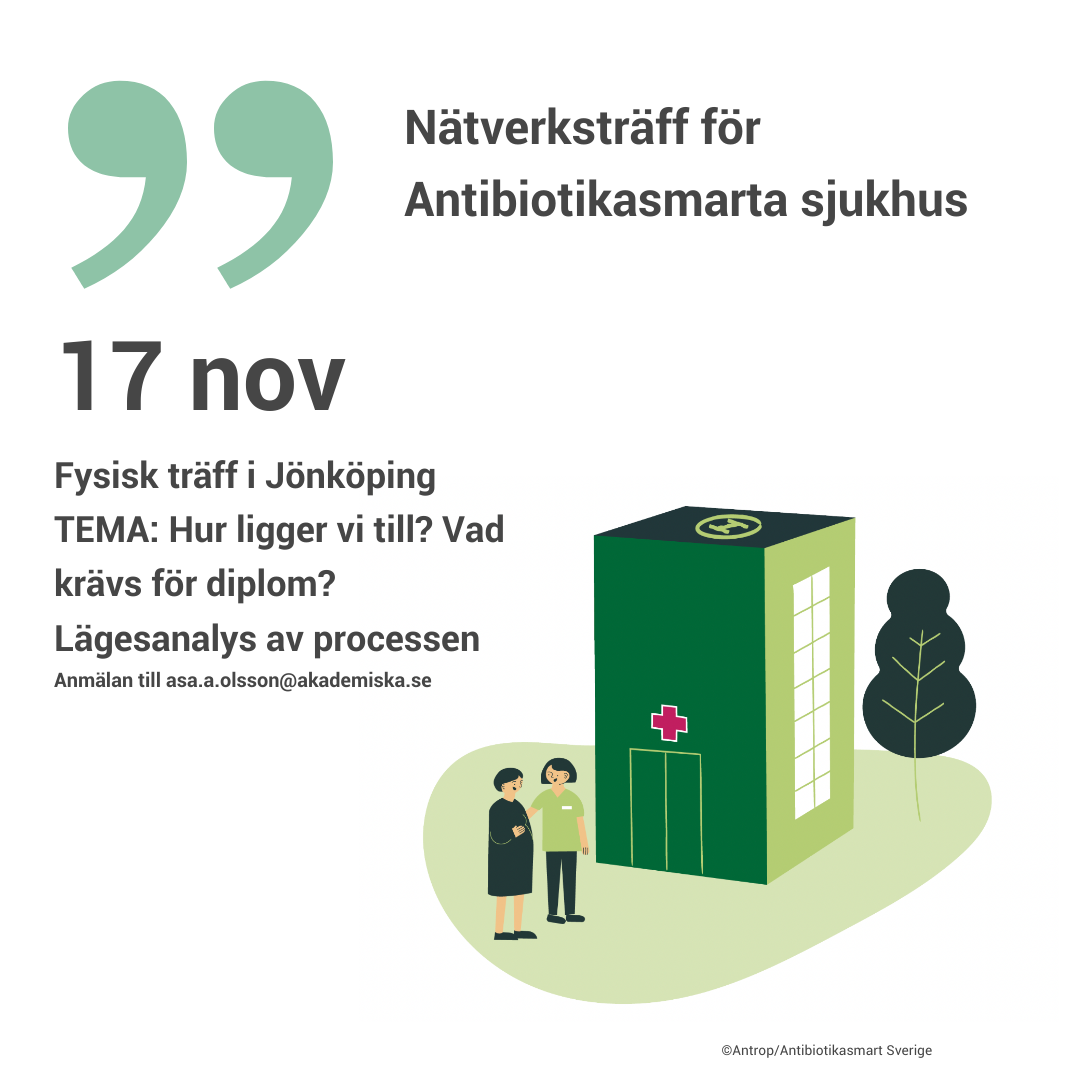 Nätverksträff för
Antibiotikasmarta sjukhus
17 nov
Fysisk träff i Jönköping
TEMA: Hur ligger vi till? Vad
krävs för diplom?
Lägesanalys av processen
Anmälan till asa.a.olsson@akademiska.se
H
©Antrop/Antibiotikasmart Sverige